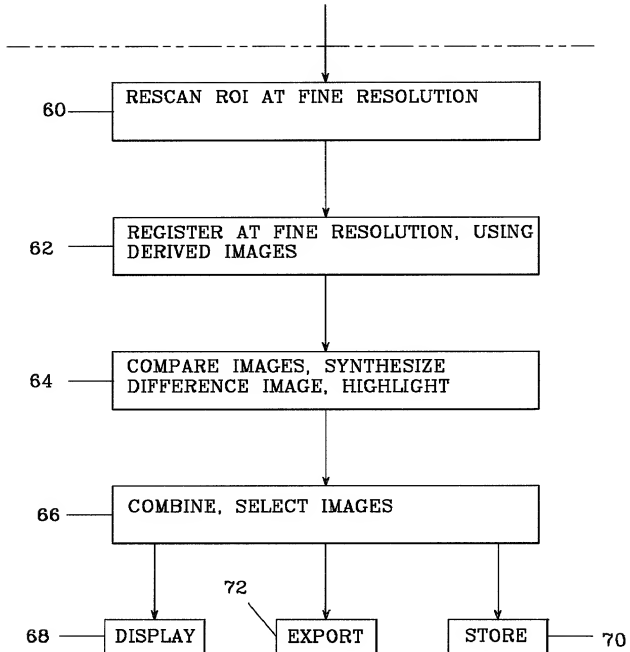 60
RESCAN ROI AT FINE RESOLUTION
62
REGISTER AT FINE RESOLUTION, USING
DERIVED IMAGES
64
COMPARE IMAGES, SYNTHESIZE
DIFFERENCE IMAGE, HIGHLIGHT
66
COMBINE, SELECT IMAGES
68
DISPLAY
72
EXPORT
STORE
70